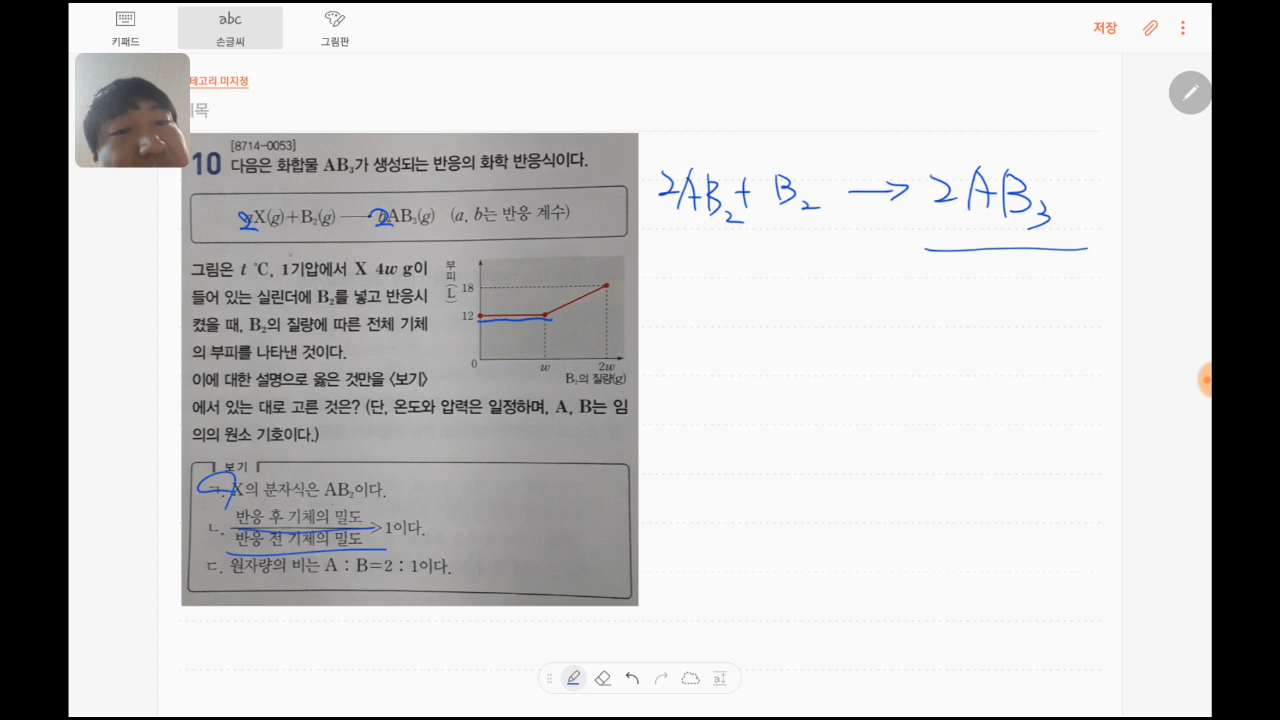 키패드
abc
손글씨
그림판
저장
테고리 미지정
제목
[8714-0053]
10 다음은 화합물 AB₃가 생성되는 반응의 화학 반응식이다.
2X(g)+B₂(g) ⟶ 2AB₃(g) (a, b는 반응 계수)
그림은 t ℃, 1기압에서 X 4w g이
들어 있는 실린더에 B₂를 넣고 반응시
켰을 때, B₂의 질량에 따른 전체 기체
의 부피를 나타낸 것이다.
이에 대한 설명으로 옳은 것만을 〈보기〉
에서 있는 대로 고른 것은? (단, 온도와 압력은 일정하며, A, B는 임
의의 원소 기호이다.)
부피(L)
18
12
0
w
2w
B₂의 질량(g)
보기
ㄱ. X의 분자식은 AB₂이다.
ㄴ. 반응 후 기체의 밀도
반응 전 기체의 밀도 >1이다.
ㄷ. 원자량의 비는 A : B=2 : 1이다.
2AB₂ + B₂ → 2AB₃